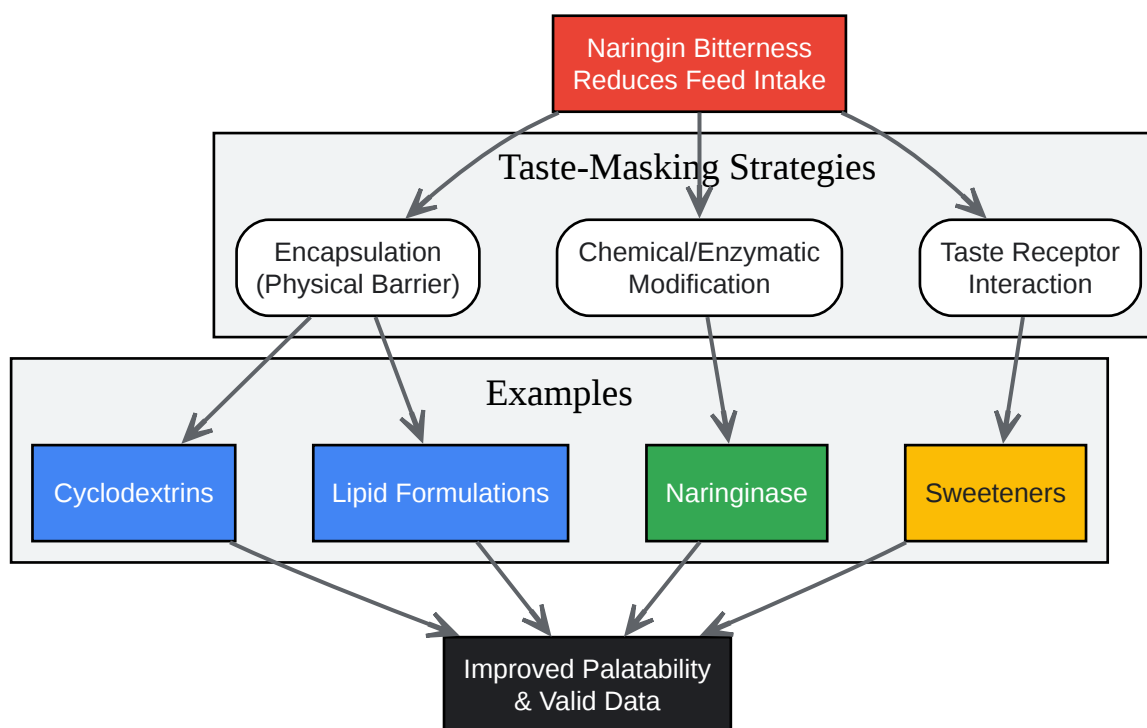 Naringin Bitterness
Reduces Feed Intake
Taste-Masking Strategies
Encapsulation
(Physical Barrier)
Chemical/Enzymatic
Modification
Taste Receptor
Interaction
Examples
Cyclodextrins
Lipid Formulations
Naringinase
Sweeteners
Improved Palatability
& Valid Data